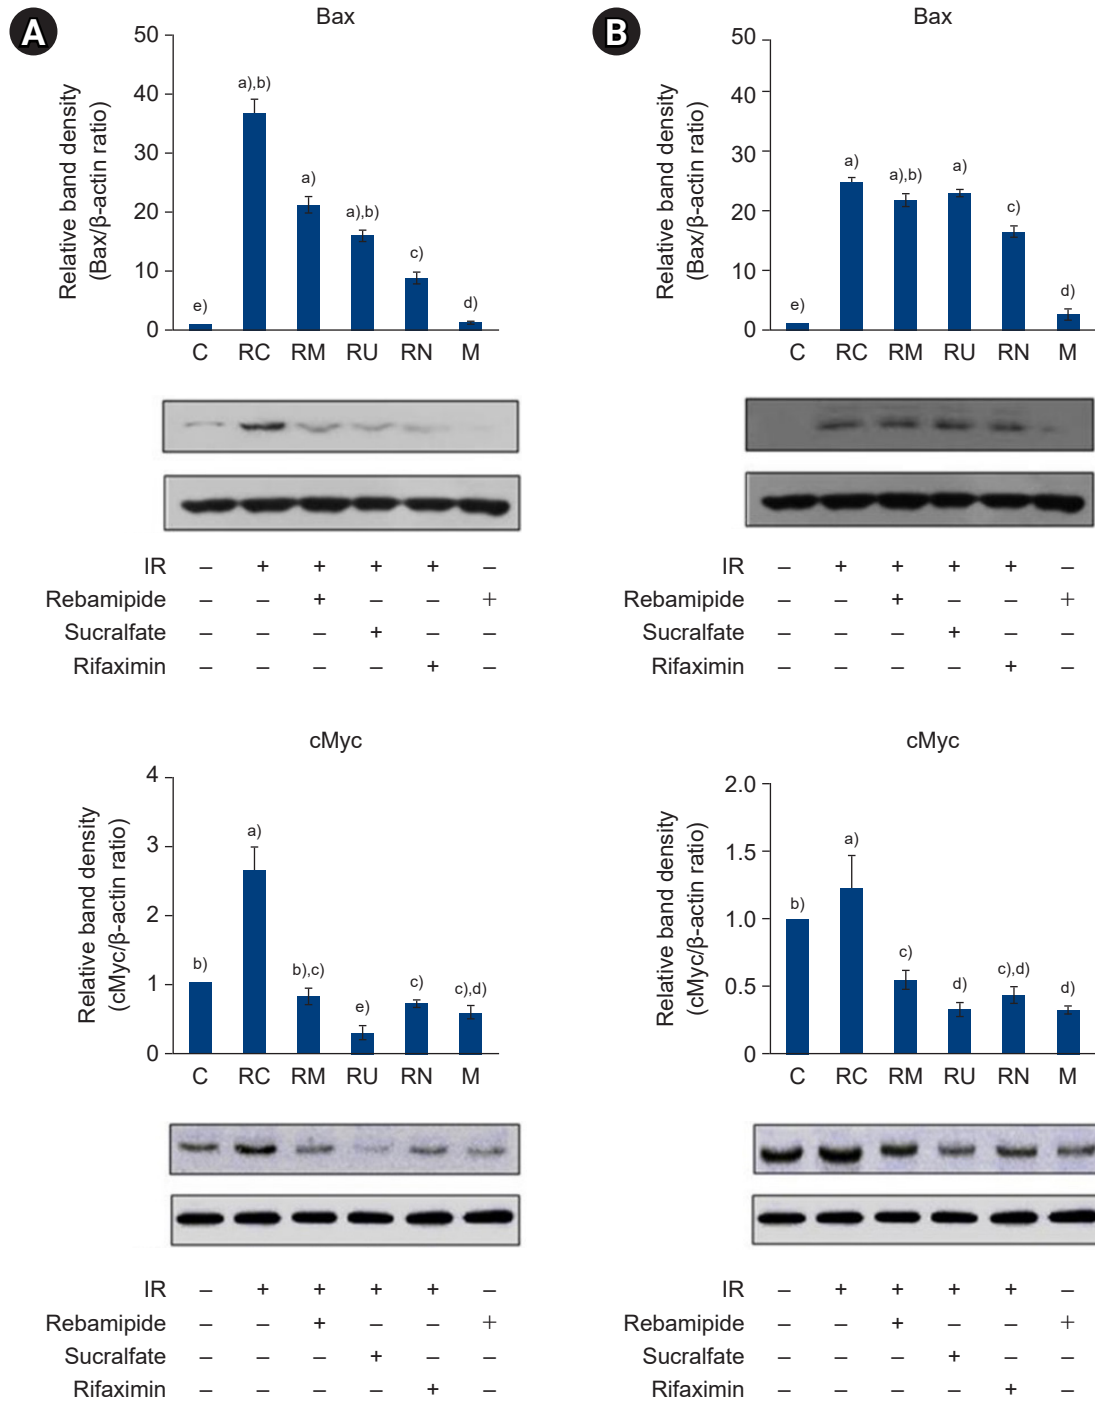 A
Bax
Relative band density
(Bax/β-actin ratio)
50
40
30
20
10
0
e)
a),b)
a)
a),b)
c)
d)
C RC RM RU RN M
IR – + + + + –
Rebamipide – – + – – +
Sucralfate – – – + – –
Rifaximin – – – – + –
cMyc
Relative band density
(cMyc/β-actin ratio)
4
3
2
1
0
b)
a)
b),c)
e)
c)
c),d)
C RC RM RU RN M
IR – + + + + –
Rebamipide – – + – – +
Sucralfate – – – + – –
Rifaximin – – – – + –
B
Bax
Relative band density
(Bax/β-actin ratio)
50
40
30
20
10
0
e)
a)
a),b)
a)
c)
d)
C RC RM RU RN M
IR – + + + + –
Rebamipide – – + – – +
Sucralfate – – – + – –
Rifaximin – – – – + –
cMyc
Relative band density
(cMyc/β-actin ratio)
2.0
1.5
1.0
0.5
0
b)
a)
c)
d)
c),d)
d)
C RC RM RU RN M
IR – + + + + –
Rebamipide – – + – – +
Sucralfate – – – + – –
Rifaximin – – – – + –